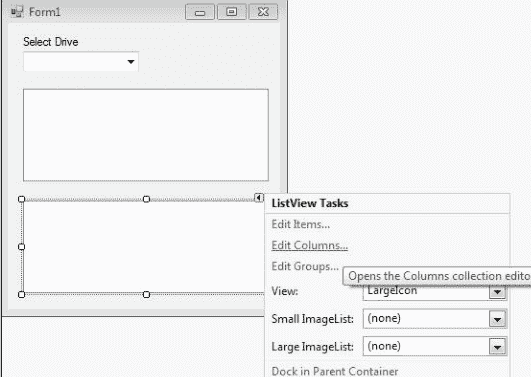 Form1
Select Drive
ListView Tasks
Edit Items...
Edit Columns...
Edit Groups...
Opens the Columns collection edito
View: LargeIcon
Small ImageList: (none)
Large ImageList: (none)
Dock in Parent Container